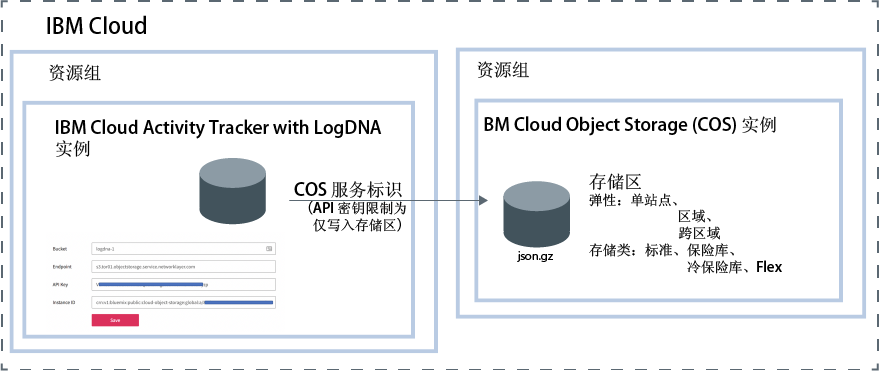 IBM Cloud
资源组
IBM Cloud Activity Tracker with LogDNA
实例
COS 服务标识
（API 密钥限制为
仅写入存储区）
Bucket
logdna-1
Endpoint
s3.tor01.objectstorage.service.networklayer.com
API Key
Instance ID
crn:v1:bluemix:public:cloud-object-storage:global:a/
Save
资源组
BM Cloud Object Storage (COS) 实例
json.gz
存储区
弹性：单站点、
区域、
跨区域
存储类：标准、保险库、
冷保险库、Flex